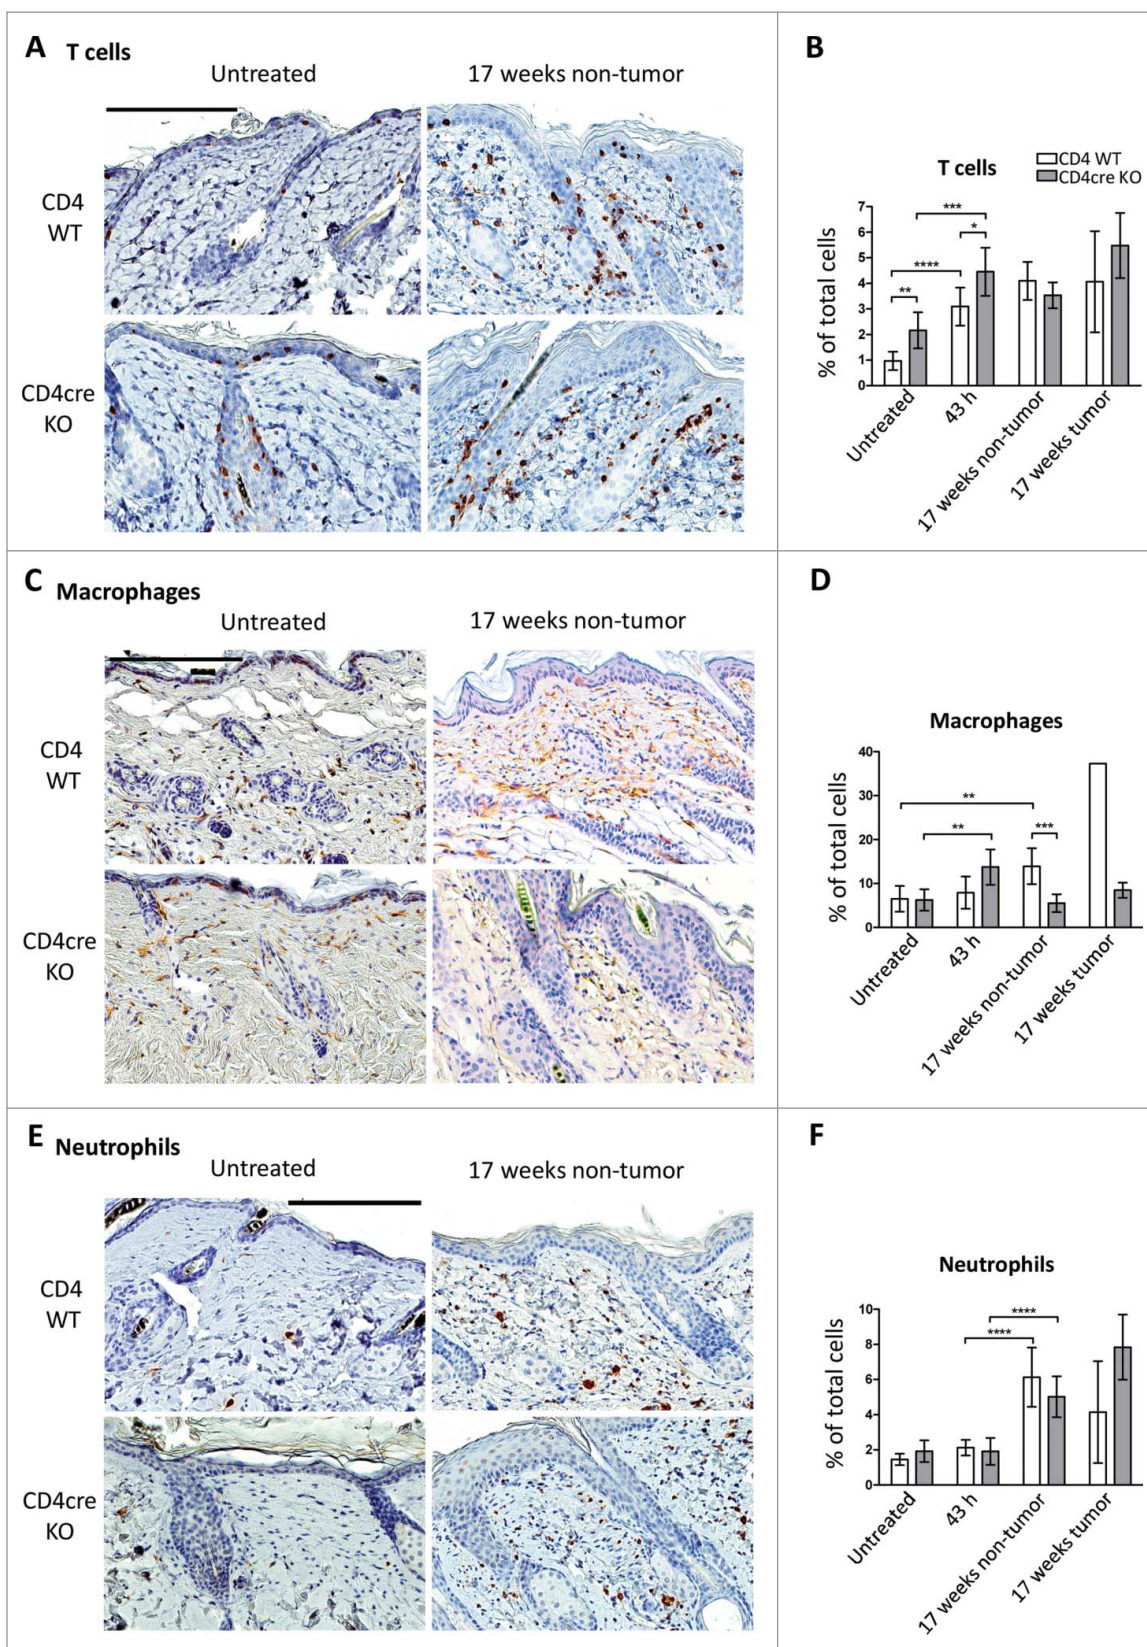 A T cells
Untreated 17 weeks non-tumor
CD4
WT
CD4cre
KO
B
T cells
CD4 WT
CD4cre KO
***
*
****
**
% of total cells
7
6
5
4
3
2
1
0
Untreated
43 h
17 weeks non-tumor
17 weeks tumor
C Macrophages
Untreated 17 weeks non-tumor
CD4
WT
CD4cre
KO
D
Macrophages
**
***
**
% of total cells
40
30
20
10
0
Untreated
43 h
17 weeks non-tumor
17 weeks tumor
E Neutrophils
Untreated 17 weeks non-tumor
CD4
WT
CD4cre
KO
F
Neutrophils
****
****
% of total cells
10
8
6
4
2
0
Untreated
43 h
17 weeks non-tumor
17 weeks tumor